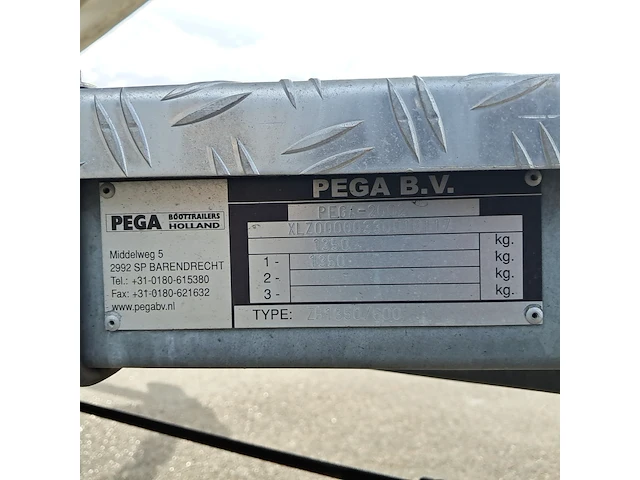 PEGA BOOTTRAILERS
HOLLAND
Middelweg 5
2992 SP BARENDRECHT
Tel.: +31-0180-615380
Fax: +31-0180-621632
www.pegabv.nl
PEGA B.V.
kg.
1- kg.
2- kg.
3- kg.
TYPE: